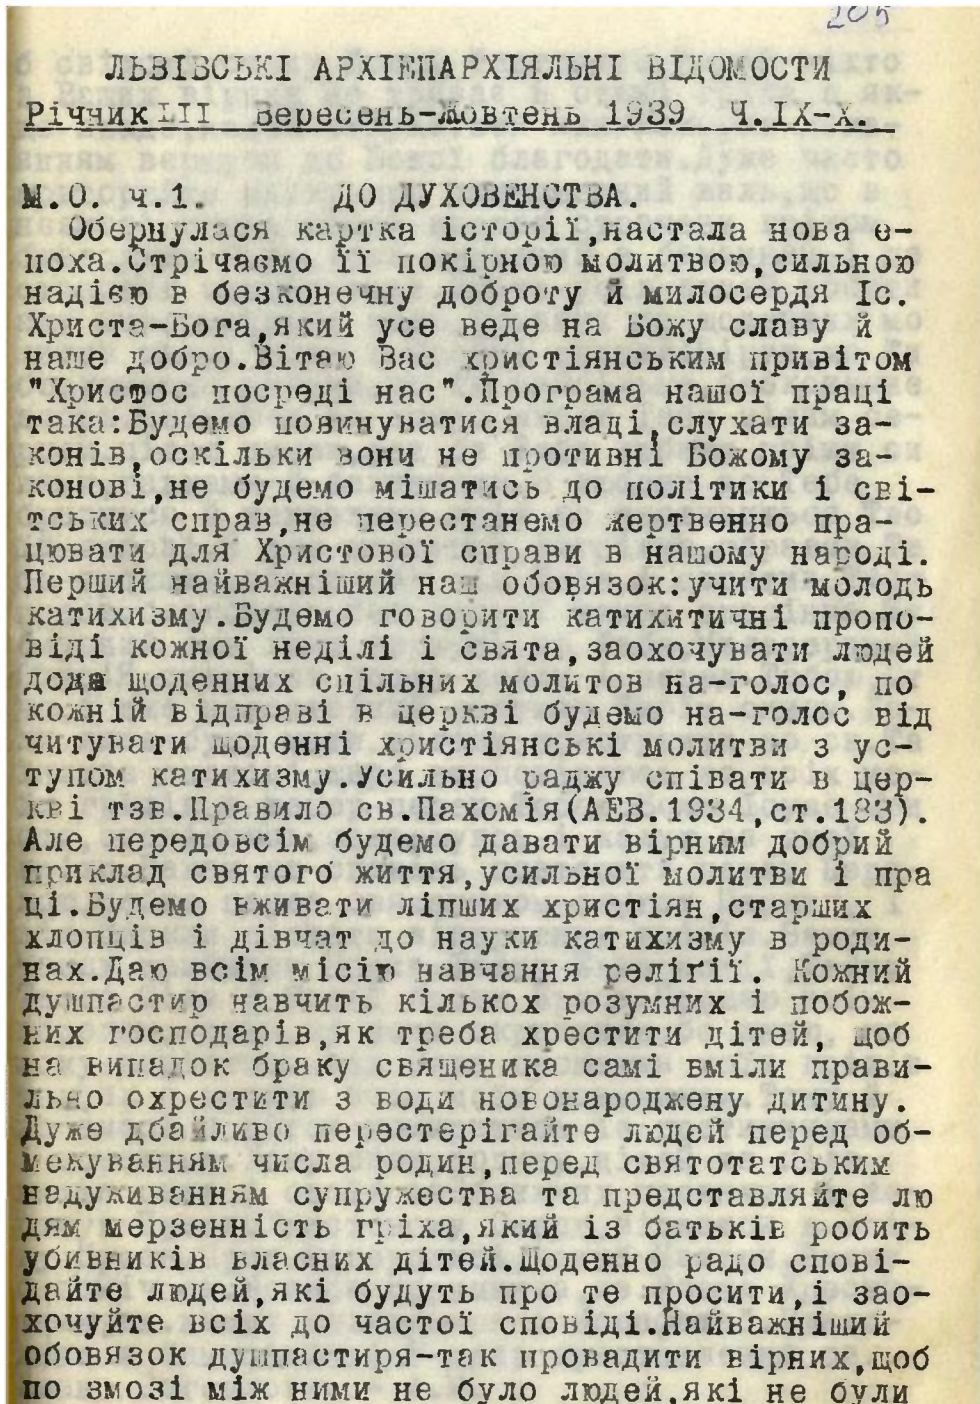 205
ЛЬВІВСЬКІ АРХІЕПАРХІЯЛЬНІ ВІДОМОСТИ
Річник III Вересень-Жовтень 1939 Ч.IX-X.
М.О. ч.1. ДО ДУХОВЕНСТВА.
Обернулася картка історії,настала нова е-
поха.Стрічаємо її покірною молитвою,сильною
надією в безконечну доброту й милосердя Іс.
Христа-Бога,який усе веде на Божу славу й
наше добро.Вітаю Вас християнським привітом
"Христос посреді нас".Програма нашої праці
така:Будемо повинуватися владі,слухати за-
конів,оскільки вони не противні Божому за-
конові,не будемо мішатись до політики і сві-
тських справ,не перестанемо жертвенно пра-
цювати для Христової справи в нашому народі.
Перший найважніший наш обовязок:учити молодь
катихизму.Будемо говорити катихитичні пропо-
віді кожної неділі і свята,заохочувати людей
дода щоденних спільних молитов на-голос, по
кожній відправі в церкві будемо на-голос від
читувати щоденні християнські молитви з ус-
тупом катихизму.Усильно раджу співати в цер-
кві тзв.Правило св.Пахомія(АЕВ.1934,ст.183).
Але передовсім будемо давати вірним добрий
приклад святого життя,усильної молитви і пра
ці.Будемо вживати ліпших християн,старших
хлопців і дівчат до науки катихизму в роди-
нах.Даю всім місію навчання релігії. Кожний
душпастир навчить кількох розумних і побож-
них господарів,як треба хрестити дітей, щоб
на випадок браку священика самі вміли прави-
льно охрестити з води новонароджену дитину.
Дуже дбайливо перестерігайте людей перед об-
межуванням числа родин,перед святотатським
надуживанням супружества та представляйте лю
дям мерзенність гріха,який із батьків робить
убивників власних дітей.Щоденно радо спові-
дайте людей,які будуть про те просити,і зао-
хочуйте всіх до частої сповіді.Найважніший
обовязок душпастиря-так провадити вірних,щоб
по змозі між ними не було людей,які не були